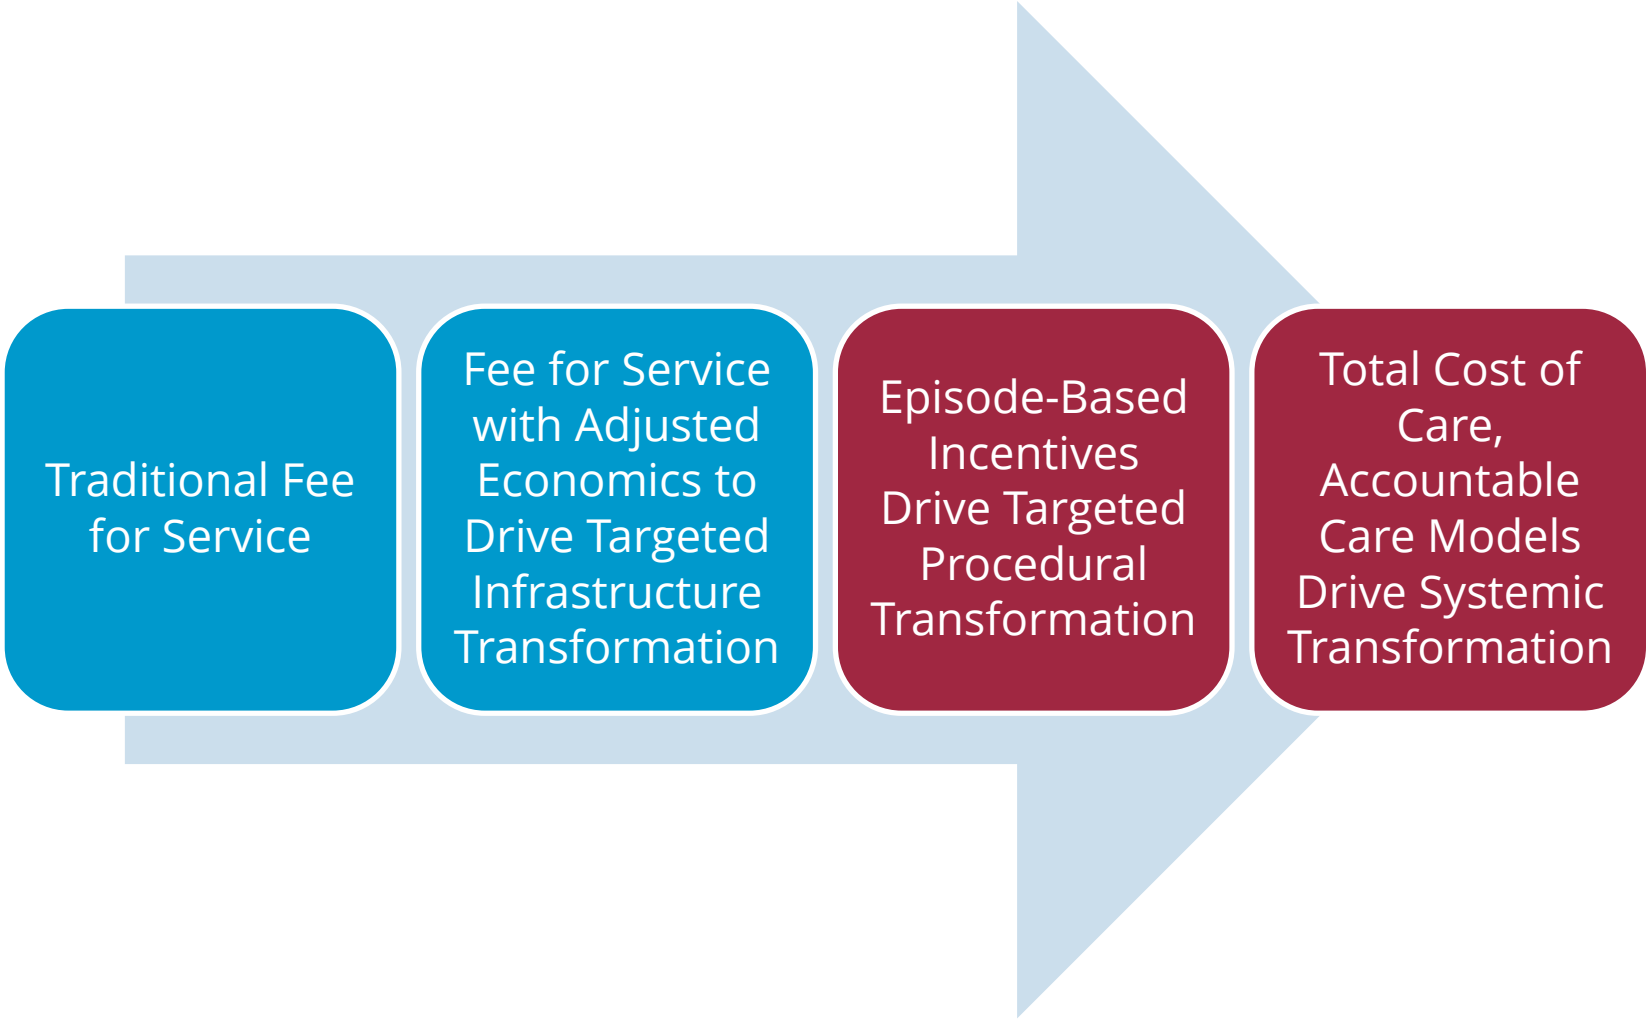 Traditional Fee
for Service
Fee for Service
with Adjusted
Economics to
Drive Targeted
Infrastructure
Transformation
Episode-Based
Incentives
Drive Targeted
Procedural
Transformation
Total Cost of
Care,
Accountable
Care Models
Drive Systemic
Transformation